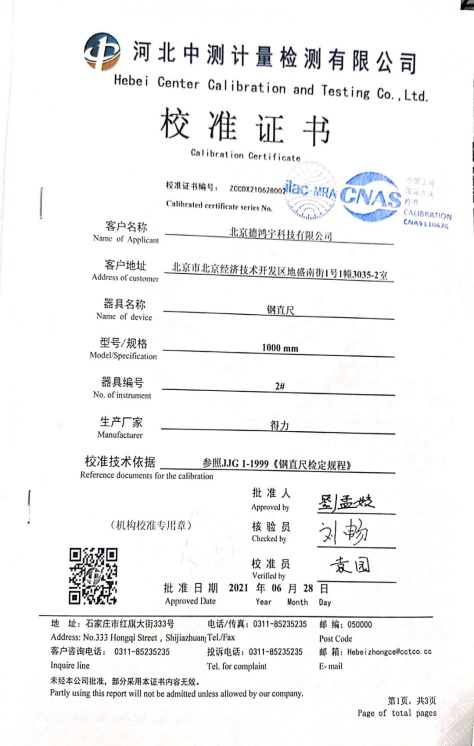 河北中测计量检测有限公司
Hebei Center Calibration and Testing Co.,Ltd.
校准证书
Calibration Certificate
校准证书编号： ZCCDX210628002
Calibrated certificate series No.
ilac-MRA
CNAS
校准
CALIBRATION
客户名称 北京德鸿宇科技有限公司
Name of Applicant
客户地址 北京市北京经济技术开发区地盛南街1号1幢3035-2室
Address of customer
器具名称 钢直尺
Name of device
型号/规格 1000 mm
Model/Specification
器具编号 2#
No. of instrument
生产厂家 得力
Manufacturer
校准技术依据 参照JJG 1-1999《钢直尺检定规程》
Reference documents for the calibration
批准人
Approved by
（机构校准专用章） 核验员 刘畅
Checked by
校准员 袁园
Verified by
批准日期 2021 年 06 月 28 日
Approved Date Year Month Day
地 址：石家庄市红旗大街333号 电话/传真：0311-85235235 邮 编：050000
Address: No.333 Hongqi Street，Shijiazhuang Tel./Fax Post Code
客户咨询电话： 0311-85235235 投诉电话：0311-85235235 邮 箱：Hebeizhongce@cctco.cc
Inquire line Tel. for complaint E- mail
未经本公司批准，部分采用本证书内容无效。
Partly using this report will not be admitted unless allowed by our company.
第1页，共3页
Page of total pages